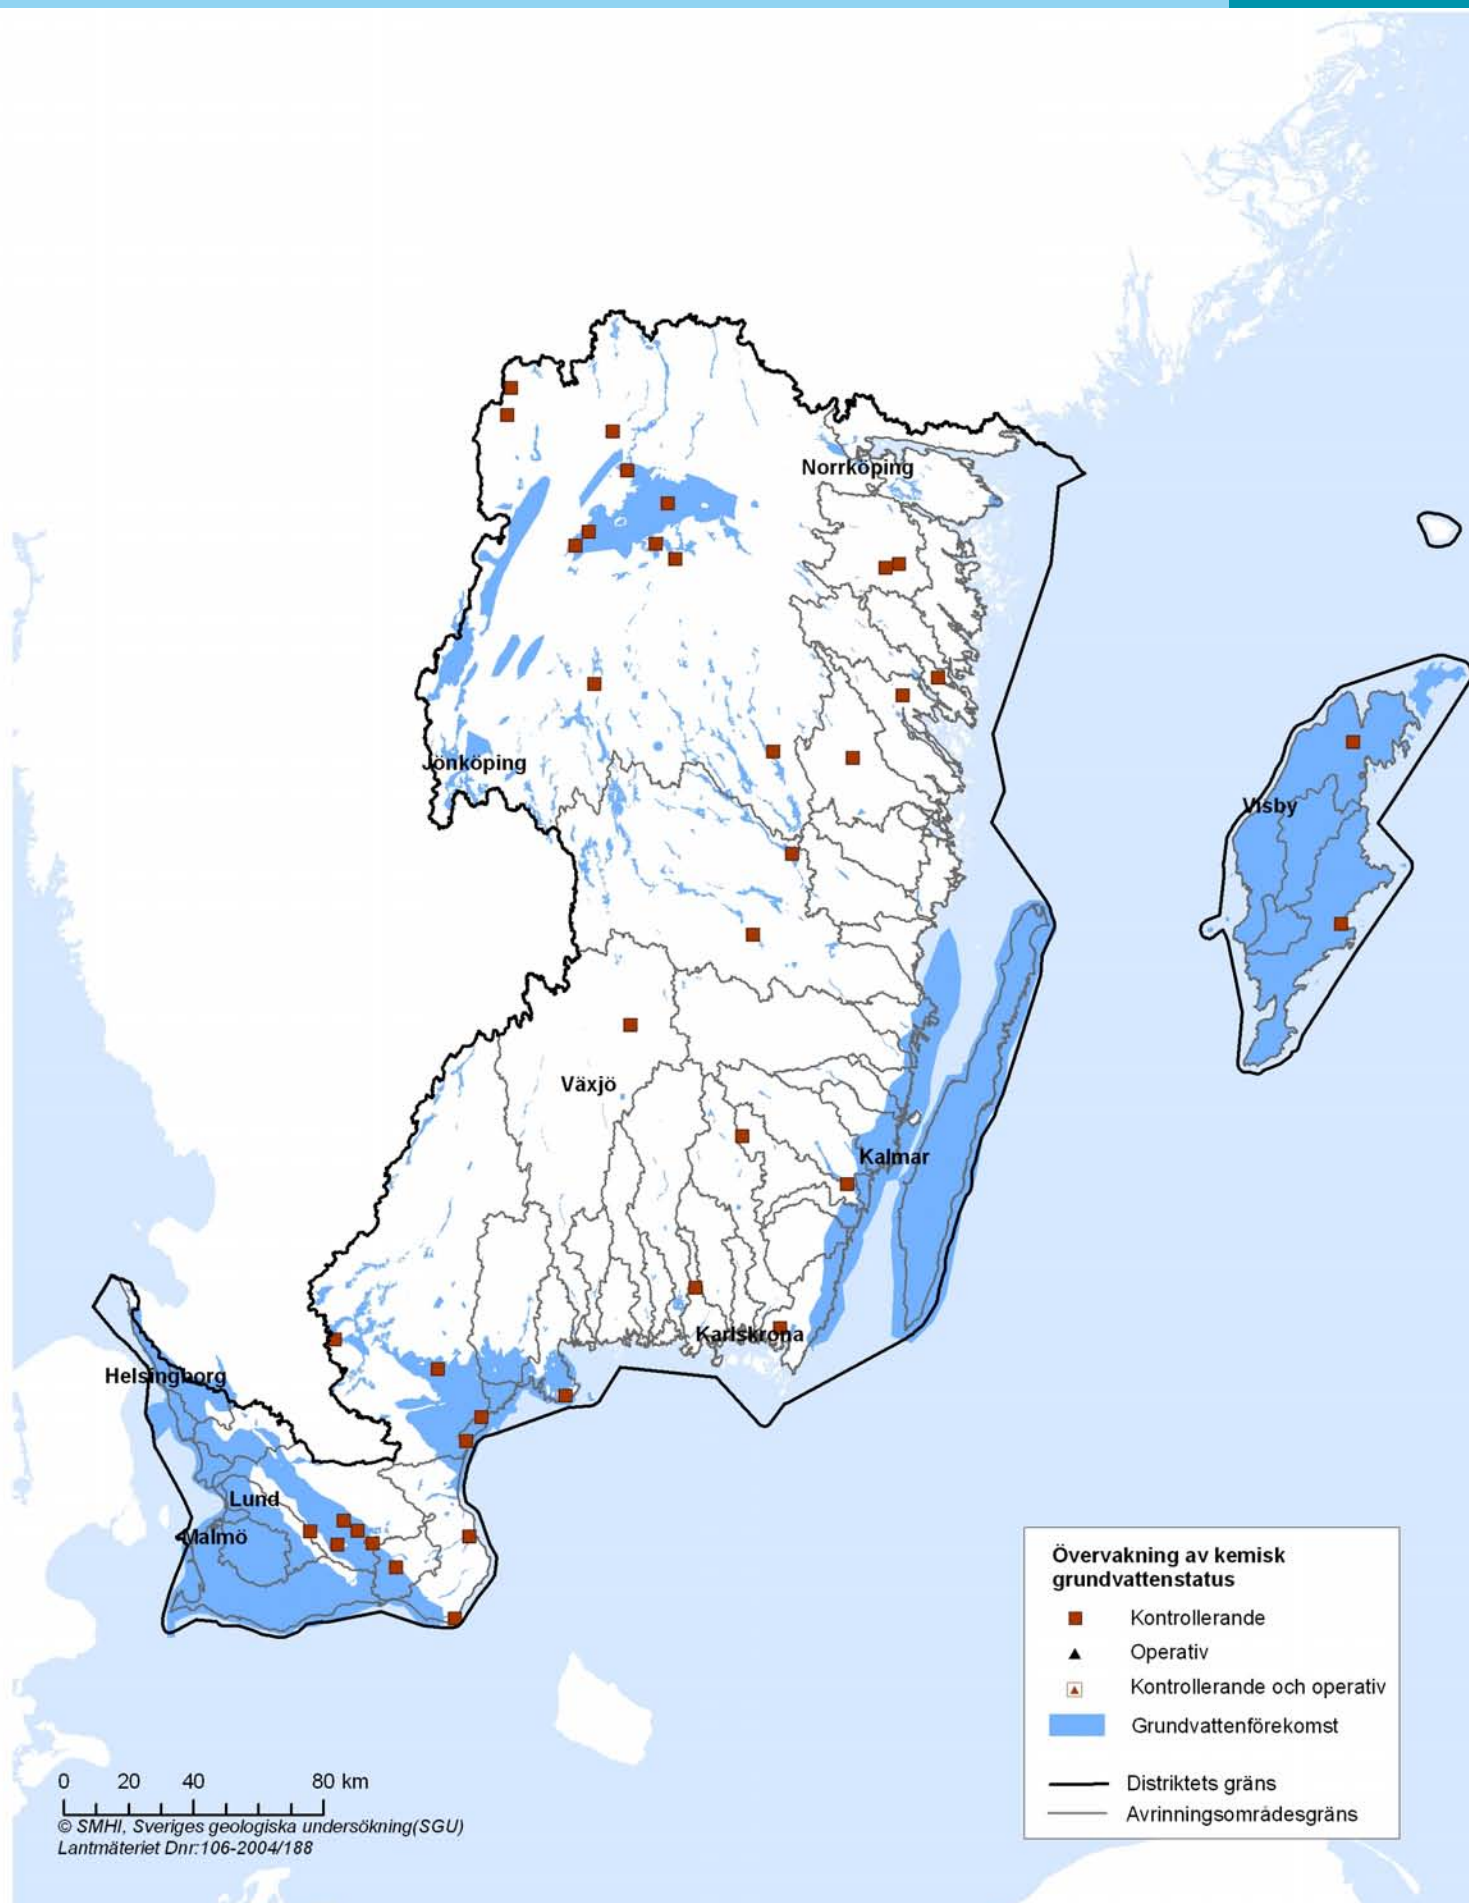 Norrköping
Jönköping
Visby
Växjö
Kalmar
Karlskrona
Helsingborg
Lund
Malmö
Övervakning av kemisk
grundvattenstatus
Kontrollerande
Operativ
Kontrollerande och operativ
Grundvattenförekomst
Distriktets gräns
Avrinningsområdesgräns
0 20 40 80 km
© SMHI, Sveriges geologiska undersökning(SGU)
Lantmäteriet Dnr:106-2004/188